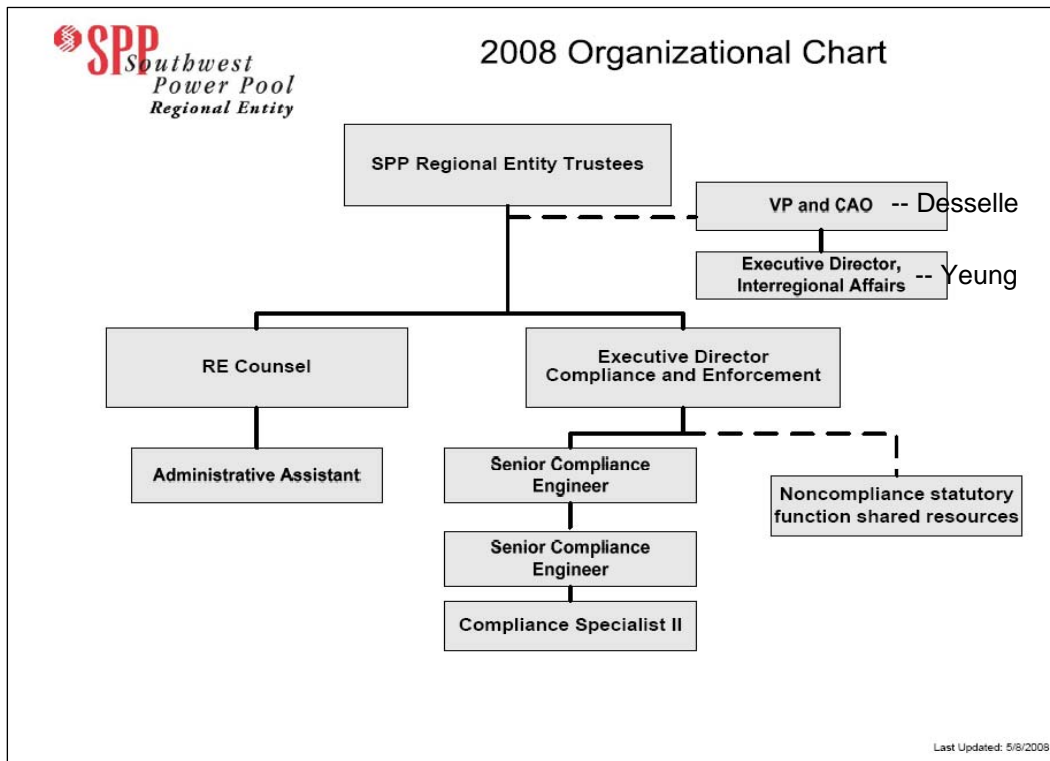 SPP
Southwest
Power Pool
Regional Entity
2008 Organizational Chart
SPP Regional Entity Trustees
VP and CAO -- Desselle
Executive Director,
Interregional Affairs -- Yeung
RE Counsel
Executive Director
Compliance and Enforcement
Administrative Assistant
Senior Compliance
Engineer
Noncompliance statutory
function shared resources
Senior Compliance
Engineer
Compliance Specialist II
Last Updated: 5/8/2008